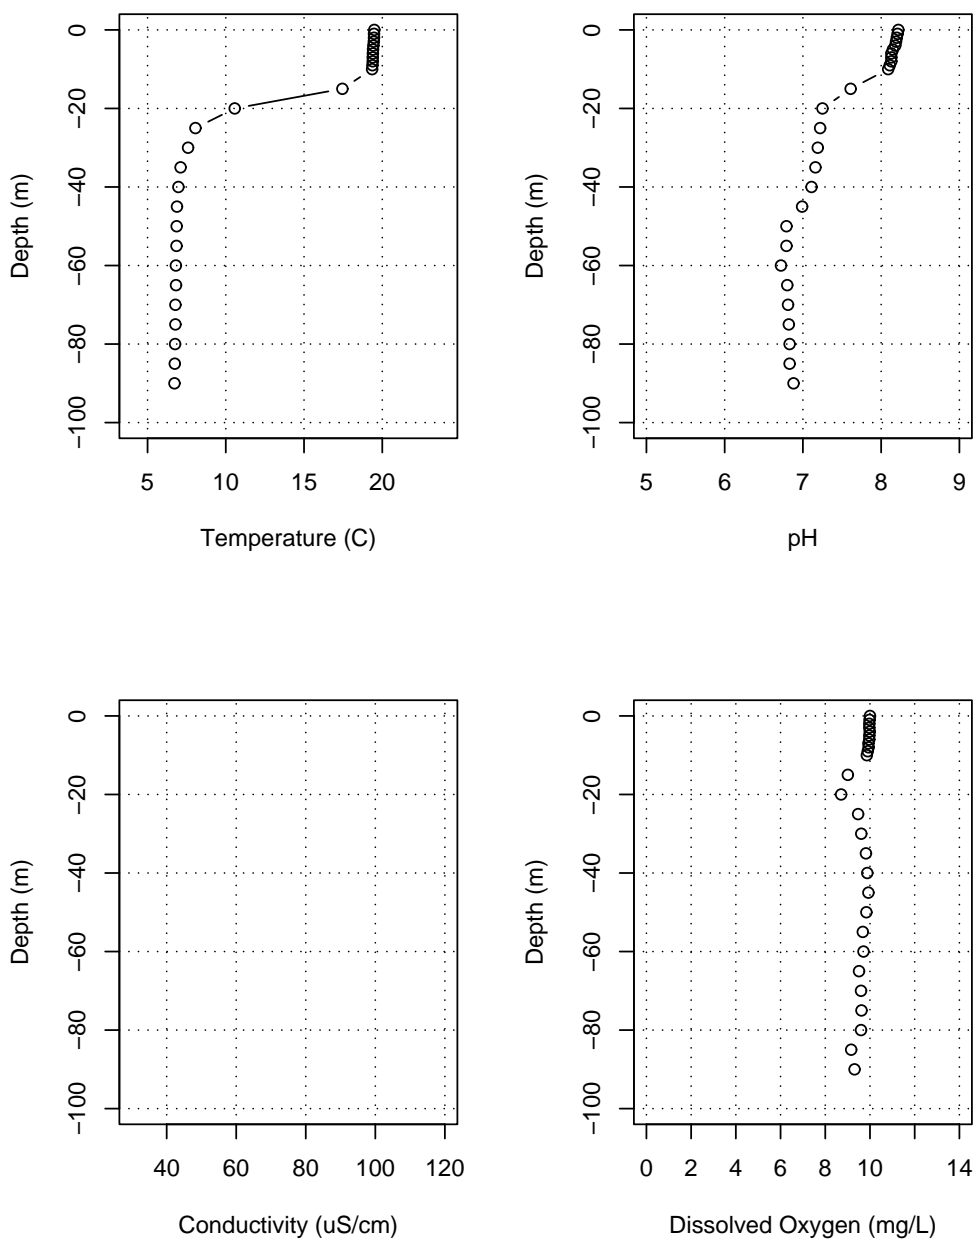 0
−20
−40
−60
−80
−100
Depth (m)
5 10 15 20
Temperature (C)
0
−20
−40
−60
−80
−100
Depth (m)
5 6 7 8 9
pH
0
−20
−40
−60
−80
−100
Depth (m)
40 60 80 100 120
Conductivity (uS/cm)
0
−20
−40
−60
−80
−100
Depth (m)
0 2 4 6 8 10 14
Dissolved Oxygen (mg/L)